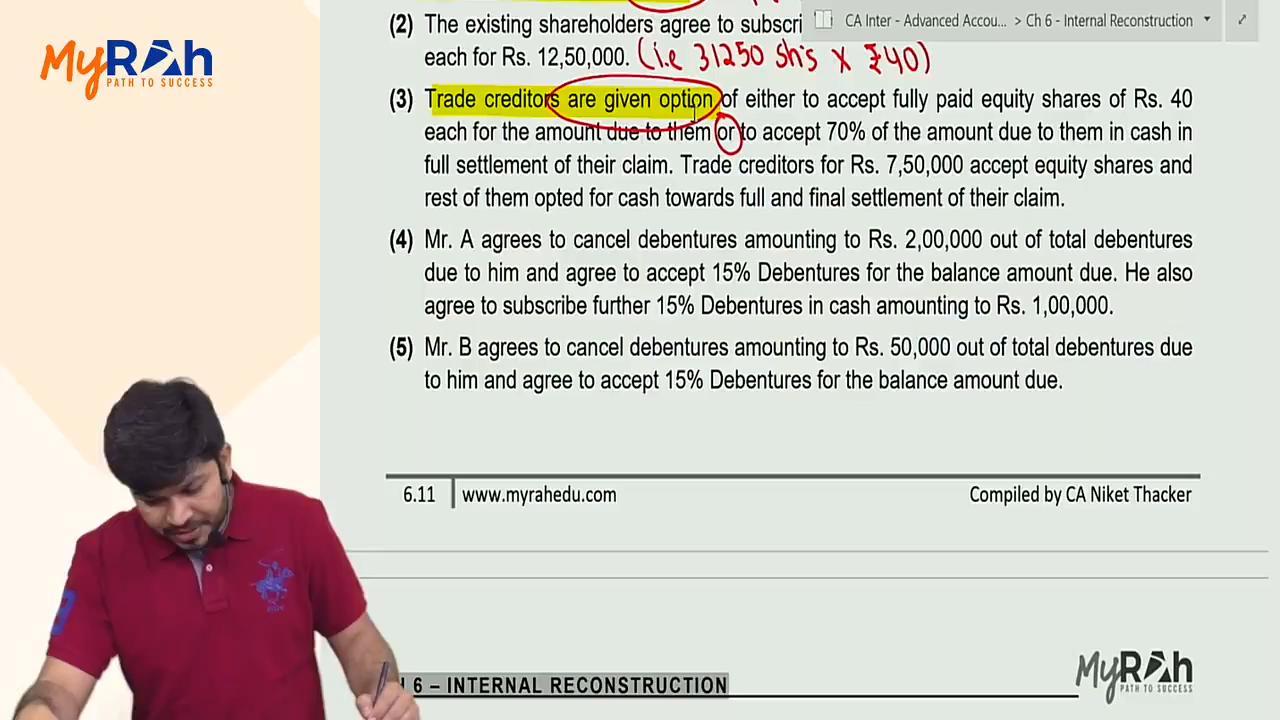 MyRAh
PATH TO SUCCESS
CA Inter - Advanced Accou... > Ch 6 - Internal Reconstruction
(2) The existing shareholders agree to subscri
each for Rs. 12,50,000. (i.e 31250 sh's x ₹40)
(3) Trade creditors are given option of either to accept fully paid equity shares of Rs. 40
each for the amount due to them or to accept 70% of the amount due to them in cash in
full settlement of their claim. Trade creditors for Rs. 7,50,000 accept equity shares and
rest of them opted for cash towards full and final settlement of their claim.
(4) Mr. A agrees to cancel debentures amounting to Rs. 2,00,000 out of total debentures
due to him and agree to accept 15% Debentures for the balance amount due. He also
agree to subscribe further 15% Debentures in cash amounting to Rs. 1,00,000.
(5) Mr. B agrees to cancel debentures amounting to Rs. 50,000 out of total debentures due
to him and agree to accept 15% Debentures for the balance amount due.
6.11 www.myrahedu.com Compiled by CA Niket Thacker
MyRAh
PATH TO SUCCESS
6 – INTERNAL RECONSTRUCTION